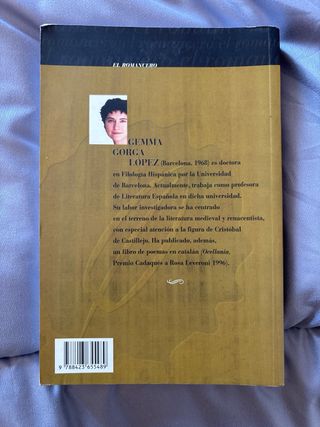 EL ROMANCERO
GEMMA
GORGA
LÓPEZ (Barcelona, 1968) es doctora
en Filología Hispánica por la Universidad
de Barcelona. Actualmente, trabaja como profesora
de Literatura Española en dicha universidad.
Su labor investigadora se ha centrado
en el terreno de la literatura medieval y renacentista,
con especial atención a la figura de Cristóbal
de Castillejo. Ha publicado, además,
un libro de poemas en catalán (Ocellania,
Premio Cadaqués a Rosa Leveroni 1996).
9 788423 655489